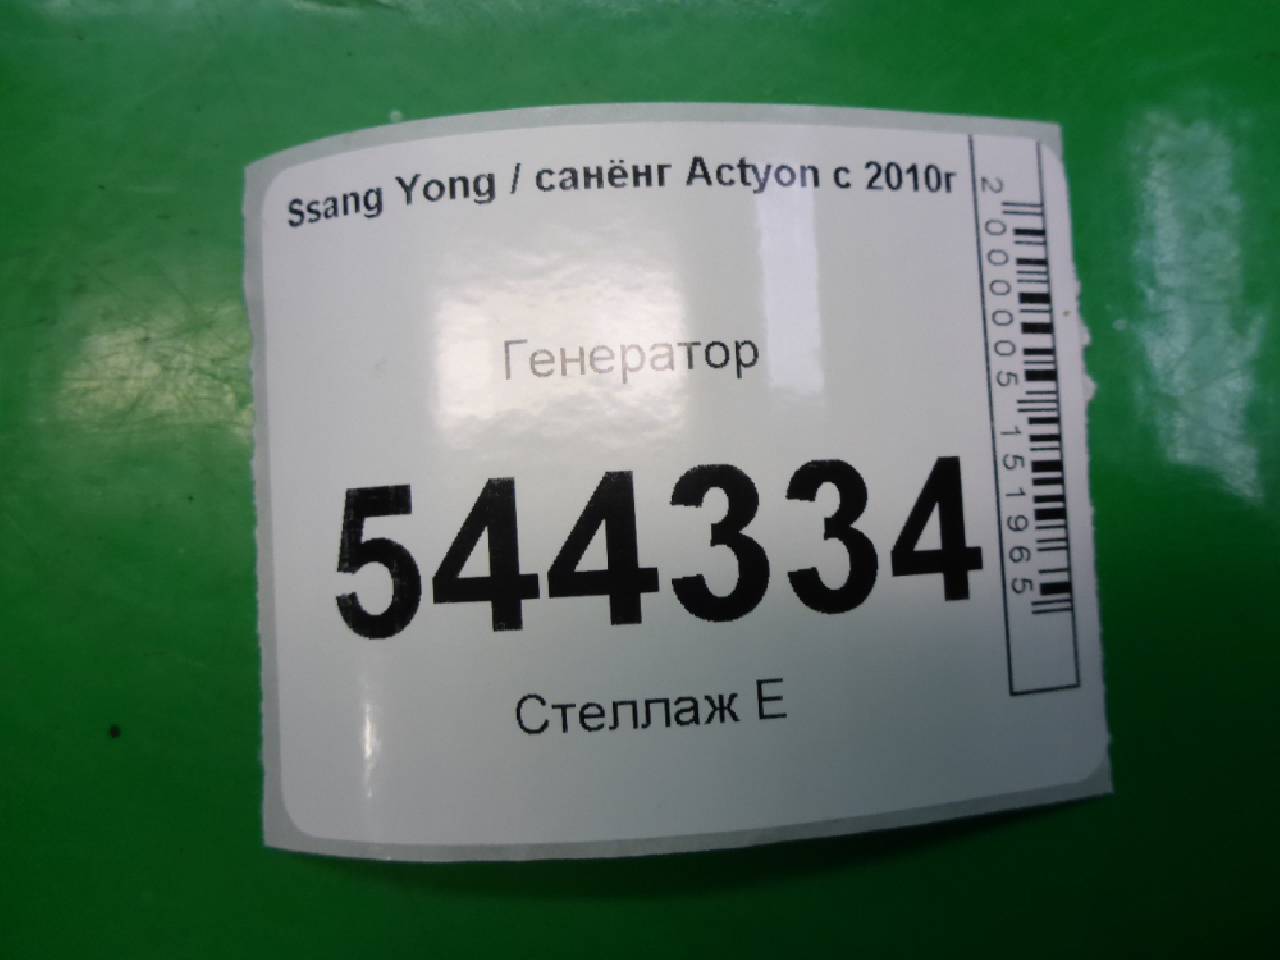 Ssang Yong / санёнг Actyon с 2010г
Генератор
544334
Стеллаж Е
2000005151965